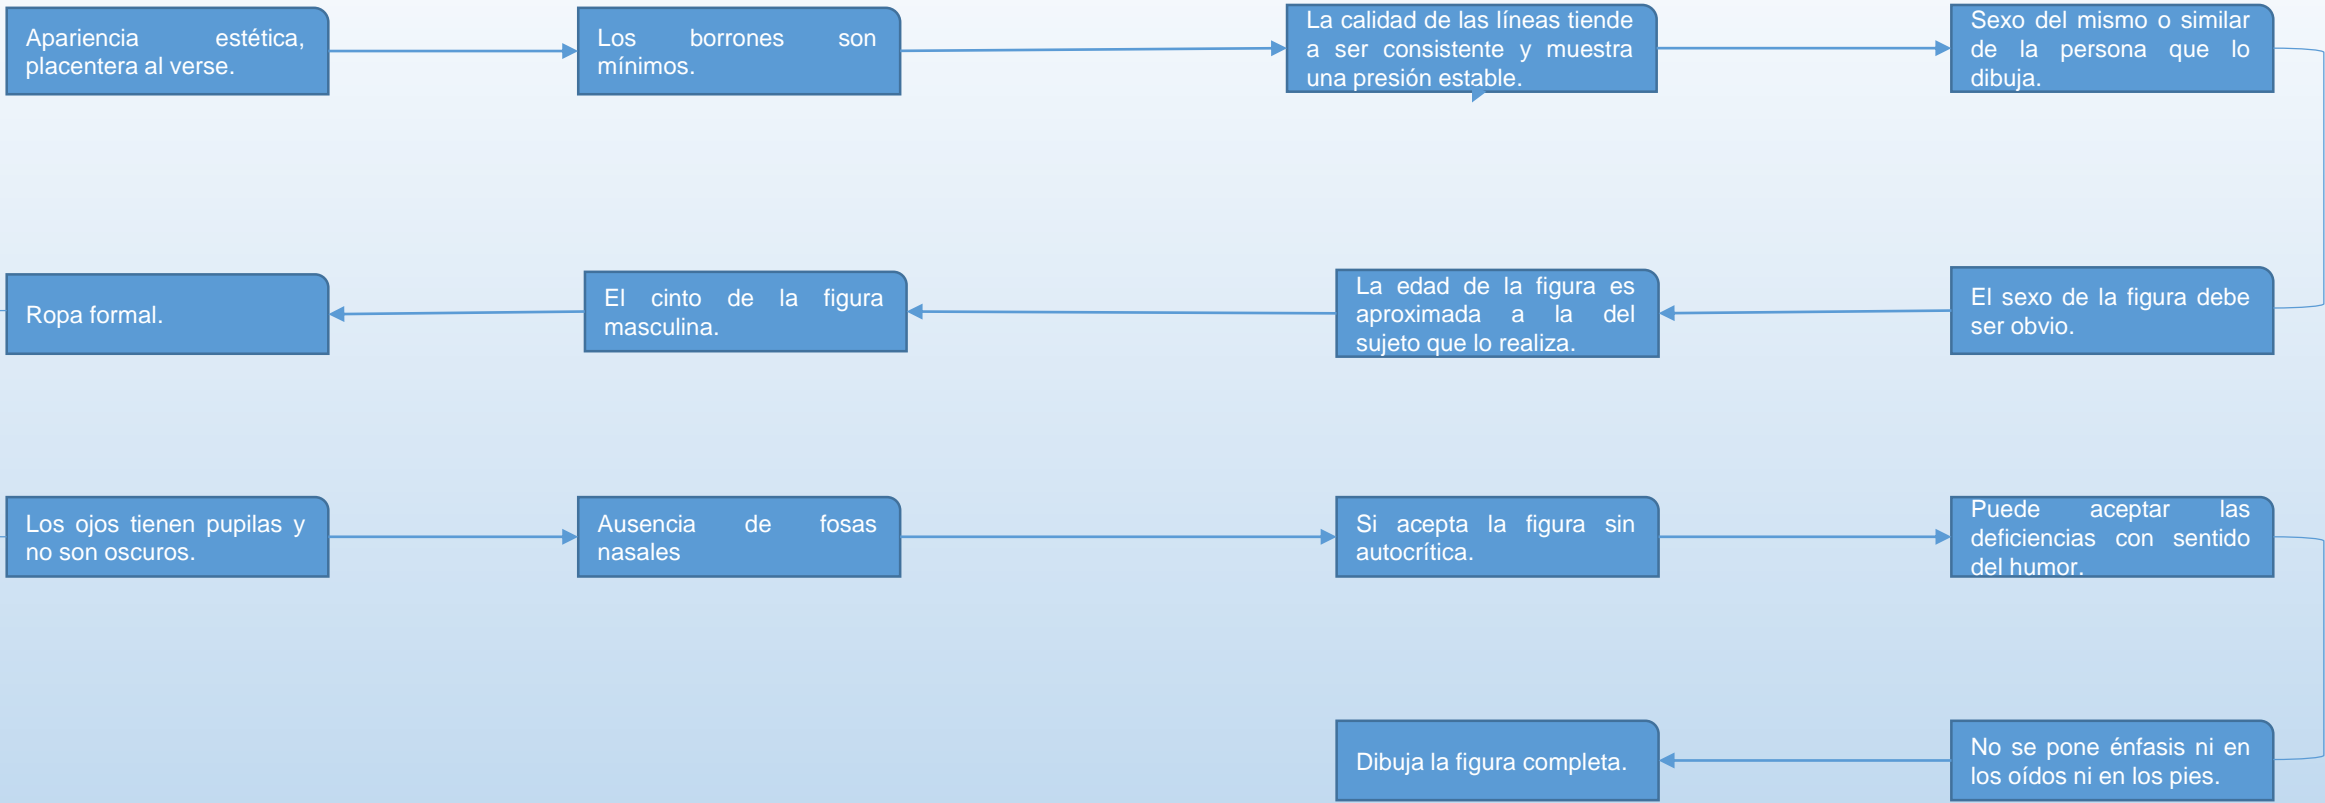 Apariencia estética,
placentera al verse.
Los borrones son
mínimos.
La calidad de las líneas tiende
a ser consistente y muestra
una presión estable.
Sexo del mismo o similar
de la persona que lo
dibuja.
El sexo de la figura debe
ser obvio.
La edad de la figura es
aproximada a la del
sujeto que lo realiza.
El cinto de la figura
masculina.
Ropa formal.
Los ojos tienen pupilas y
no son oscuros.
Ausencia de fosas
nasales
Si acepta la figura sin
autocrítica.
Puede aceptar las
deficiencias con sentido
del humor.
No se pone énfasis ni en
los oídos ni en los pies.
Dibuja la figura completa.